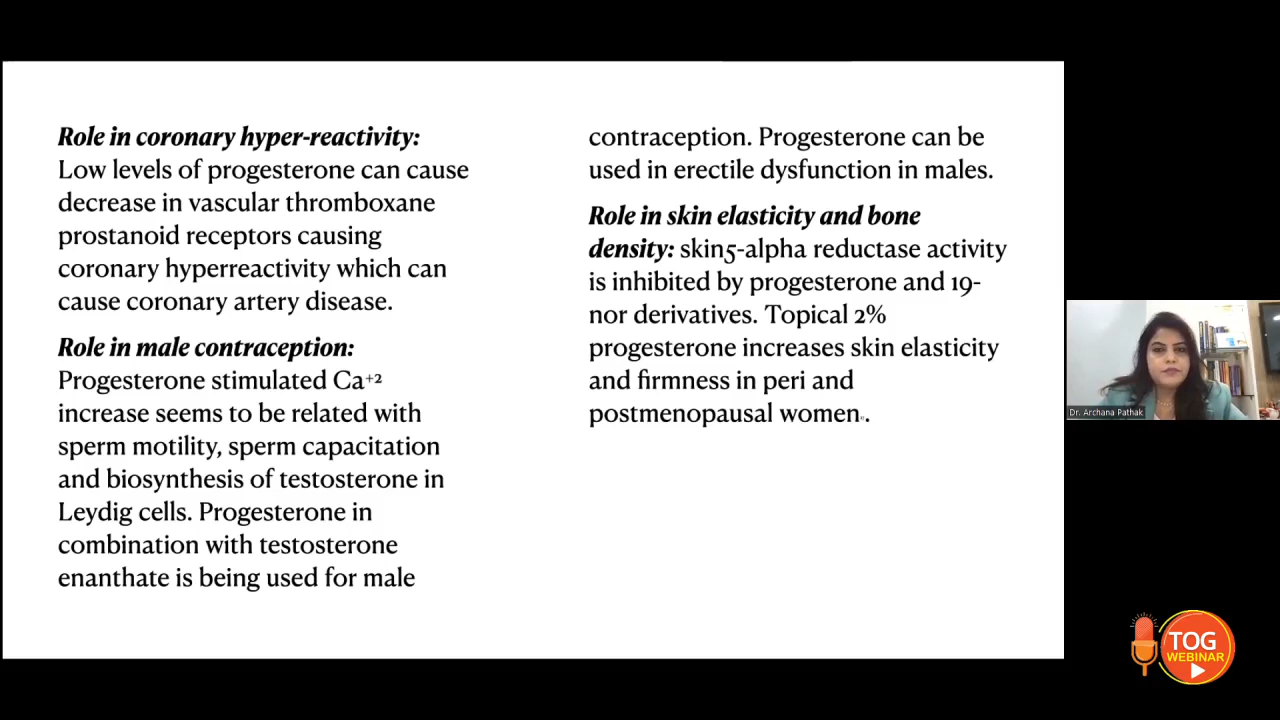 Role in coronary hyper-reactivity:
Low levels of progesterone can cause
decrease in vascular thromboxane
prostanoid receptors causing
coronary hyperreactivity which can
cause coronary artery disease.
Role in male contraception:
Progesterone stimulated Ca+2
increase seems to be related with
sperm motility, sperm capacitation
and biosynthesis of testosterone in
Leydig cells. Progesterone in
combination with testosterone
enanthate is being used for male
contraception. Progesterone can be
used in erectile dysfunction in males.
Role in skin elasticity and bone
density: skin5-alpha reductase activity
is inhibited by progesterone and 19-
nor derivatives. Topical 2%
progesterone increases skin elasticity
and firmness in peri and
postmenopausal women.
Dr. Archana Pathak
TOG
WEBINAR